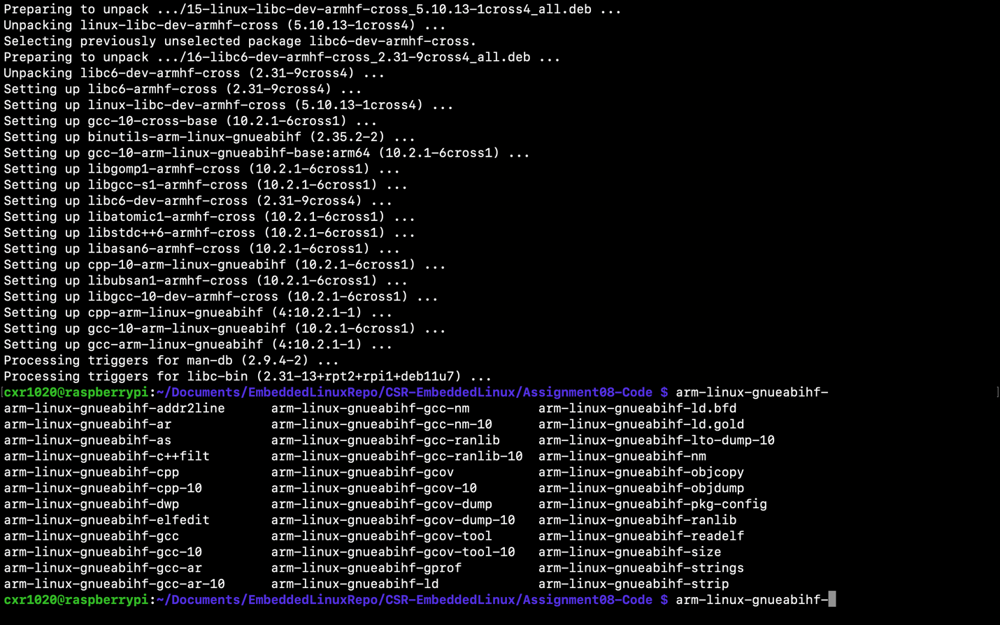 Preparing to unpack .../15-linux-libc-dev-armhf-cross_5.10.13-1cross4_all.deb ...
Unpacking linux-libc-dev-armhf-cross (5.10.13-1cross4) ...
Selecting previously unselected package libc6-dev-armhf-cross.
Preparing to unpack .../16-libc6-dev-armhf-cross_2.31-9cross4_all.deb ...
Unpacking libc6-dev-armhf-cross (2.31-9cross4) ...
Setting up libc6-armhf-cross (2.31-9cross4) ...
Setting up linux-libc-dev-armhf-cross (5.10.13-1cross4) ...
Setting up gcc-10-cross-base (10.2.1-6cross1) ...
Setting up binutils-arm-linux-gnueabihf (2.35.2-2) ...
Setting up gcc-10-arm-linux-gnueabihf-base:arm64 (10.2.1-6cross1) ...
Setting up libgomp1-armhf-cross (10.2.1-6cross1) ...
Setting up libgcc-s1-armhf-cross (10.2.1-6cross1) ...
Setting up libc6-dev-armhf-cross (2.31-9cross4) ...
Setting up libatomic1-armhf-cross (10.2.1-6cross1) ...
Setting up libstdc++6-armhf-cross (10.2.1-6cross1) ...
Setting up libasan6-armhf-cross (10.2.1-6cross1) ...
Setting up cpp-10-arm-linux-gnueabihf (10.2.1-6cross1) ...
Setting up libubsan1-armhf-cross (10.2.1-6cross1) ...
Setting up libgcc-10-dev-armhf-cross (10.2.1-6cross1) ...
Setting up cpp-arm-linux-gnueabihf (4:10.2.1-1) ...
Setting up gcc-10-arm-linux-gnueabihf (10.2.1-6cross1) ...
Setting up gcc-arm-linux-gnueabihf (4:10.2.1-1) ...
Processing triggers for man-db (2.9.4-2) ...
Processing triggers for libc-bin (2.31-13+rpt2+rpi1+deb11u7) ...
[cxr1020@raspberrypi:~/Documents/EmbeddedLinuxRepo/CSR-EmbeddedLinux/Assignment08-Code $ arm-linux-gnueabihf- ]
arm-linux-gnueabihf-addr2line arm-linux-gnueabihf-gcc-nm arm-linux-gnueabihf-ld.bfd
arm-linux-gnueabihf-ar arm-linux-gnueabihf-gcc-nm-10 arm-linux-gnueabihf-ld.gold
arm-linux-gnueabihf-as arm-linux-gnueabihf-gcc-ranlib arm-linux-gnueabihf-lto-dump-10
arm-linux-gnueabihf-c++filt arm-linux-gnueabihf-gcc-ranlib-10 arm-linux-gnueabihf-nm
arm-linux-gnueabihf-cpp arm-linux-gnueabihf-gcov arm-linux-gnueabihf-objcopy
arm-linux-gnueabihf-cpp-10 arm-linux-gnueabihf-gcov-10 arm-linux-gnueabihf-objdump
arm-linux-gnueabihf-dwp arm-linux-gnueabihf-gcov-dump arm-linux-gnueabihf-pkg-config
arm-linux-gnueabihf-elfedit arm-linux-gnueabihf-gcov-dump-10 arm-linux-gnueabihf-ranlib
arm-linux-gnueabihf-gcc arm-linux-gnueabihf-gcov-tool arm-linux-gnueabihf-readelf
arm-linux-gnueabihf-gcc-10 arm-linux-gnueabihf-gcov-tool-10 arm-linux-gnueabihf-size
arm-linux-gnueabihf-gcc-ar arm-linux-gnueabihf-gprof arm-linux-gnueabihf-strings
arm-linux-gnueabihf-gcc-ar-10 arm-linux-gnueabihf-ld arm-linux-gnueabihf-strip
cxr1020@raspberrypi:~/Documents/EmbeddedLinuxRepo/CSR-EmbeddedLinux/Assignment08-Code $ arm-linux-gnueabihf-